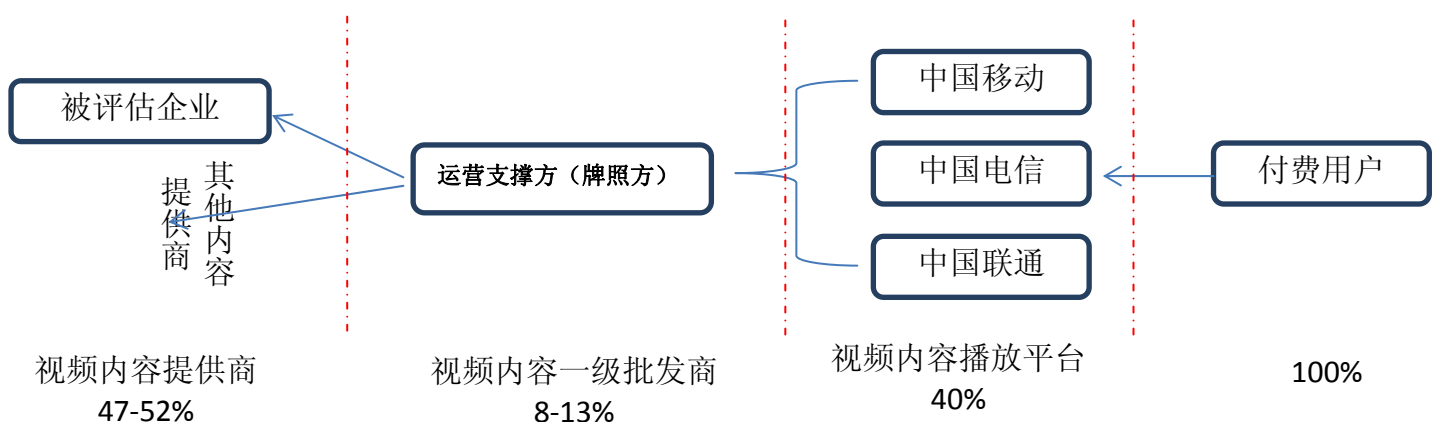 被评估企业
其他内容
提供商
运营支撑方（牌照方）
中国移动
中国电信
中国联通
付费用户
视频内容提供商
47-52%
视频内容一级批发商
8-13%
视频内容播放平台
40%
100%